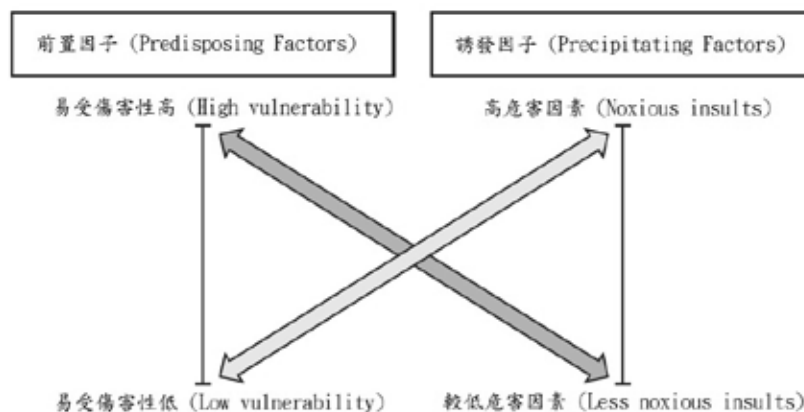 前置因子 (Predisposing Factors)
誘發因子 (Precipitating Factors)
易受傷害性高 (High vulnerability)
高危害因素 (Noxious insults)
易受傷害性低 (Low vulnerability)
較低危害因素 (Less noxious insults)